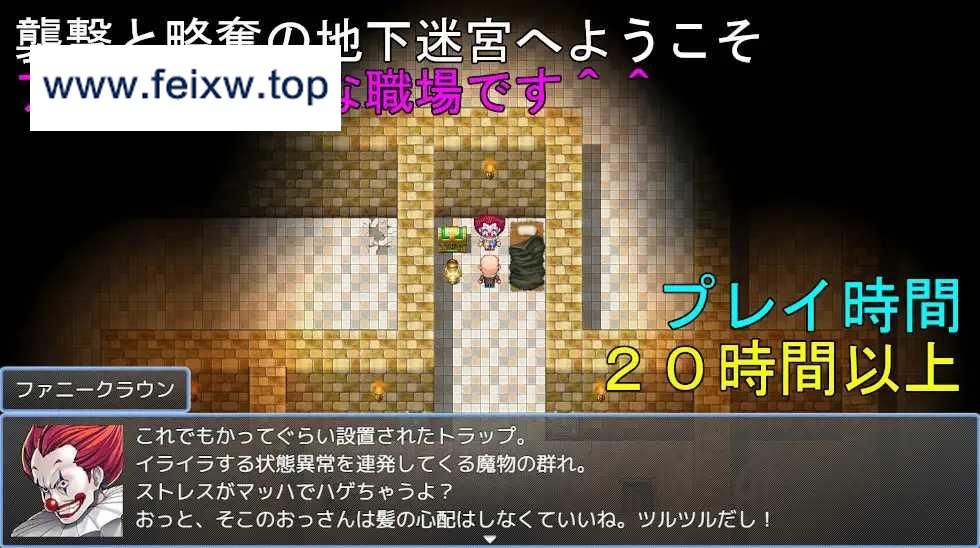 襲撃と略奪の地下迷宮へようこそ
www.feixw.top
な職場です＾＾
プレイ時間
２０時間以上
ファニークラウン
これでもかってぐらい設置されたトラップ。
イライラする状態異常を連発してくる魔物の群れ。
ストレスがマッハでハゲちゃうよ？
おっと、そこのおっさんは髪の心配はしなくていいね。ツルツルだし！